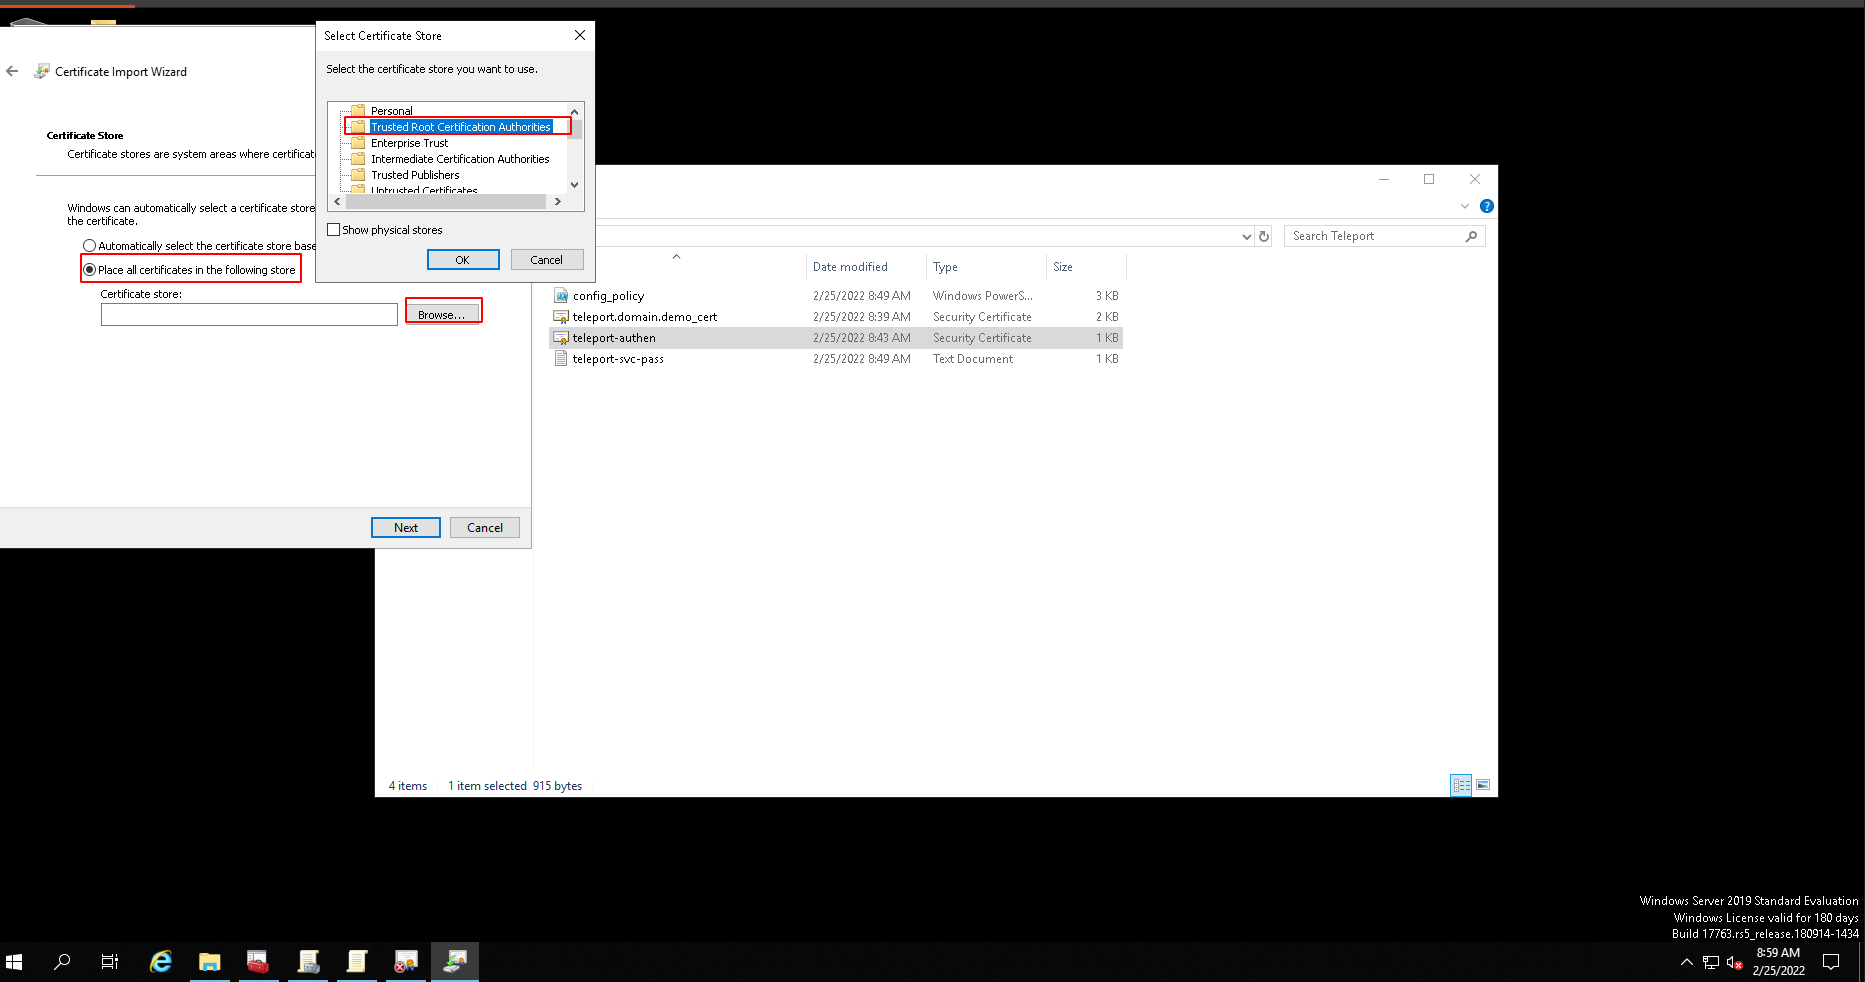 Select Certificate Store
Select the certificate store you want to use.
Personal
Trusted Root Certification Authorities
Enterprise Trust
Intermediate Certification Authorities
Trusted Publishers
Untrusted Certificates
Show physical stores
OK Cancel
Certificate Import Wizard
Certificate Store
Certificate stores are system areas where certificat
Windows can automatically select a certificate store
the certificate.
Automatically select the certificate store base
Place all certificates in the following store
Certificate store:
Browse...
Next Cancel
Search Teleport
Date modified Type Size
config_policy 2/25/2022 8:49 AM Windows PowerS... 3 KB
teleport.domain.demo_cert 2/25/2022 8:39 AM Security Certificate 2 KB
teleport-authen 2/25/2022 8:43 AM Security Certificate 1 KB
teleport-svc-pass 2/25/2022 8:49 AM Text Document 1 KB
4 items 1 item selected 915 bytes
Windows Server 2019 Standard Evaluation
Windows License valid for 180 days
Build 17763.rs5_release.180914-1434
8:59 AM
2/25/2022